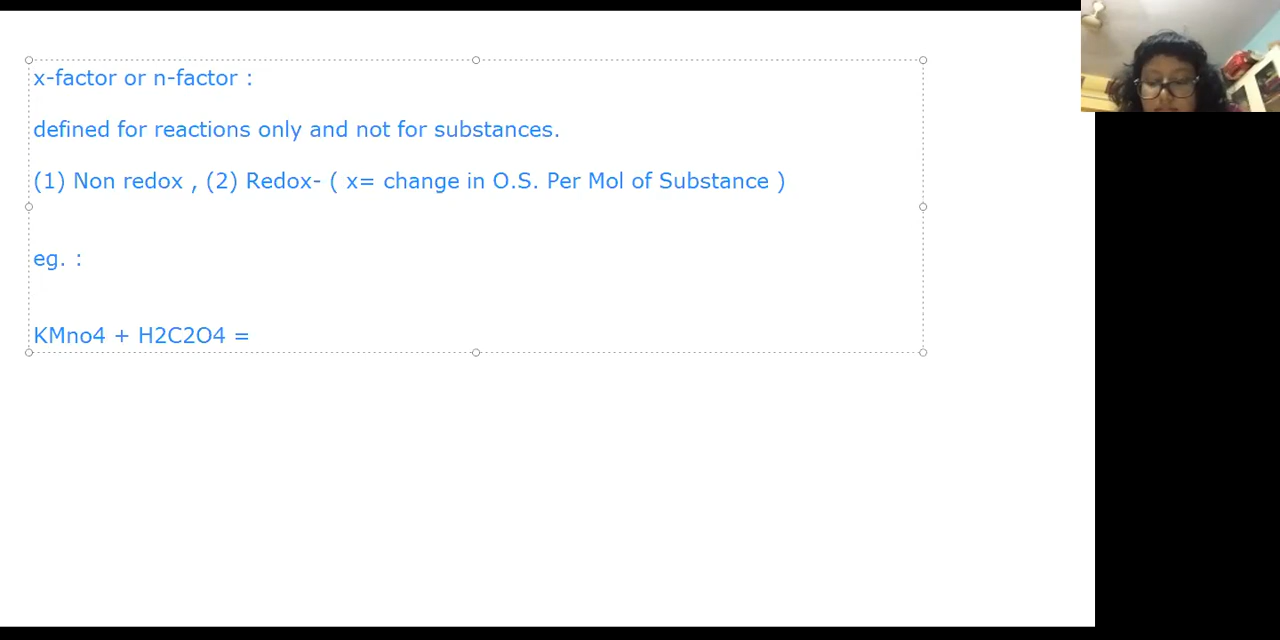 x-factor or n-factor :
defined for reactions only and not for substances.
(1) Non redox , (2) Redox- ( x= change in O.S. Per Mol of Substance )
eg. :
KMno4 + H2C2O4 =